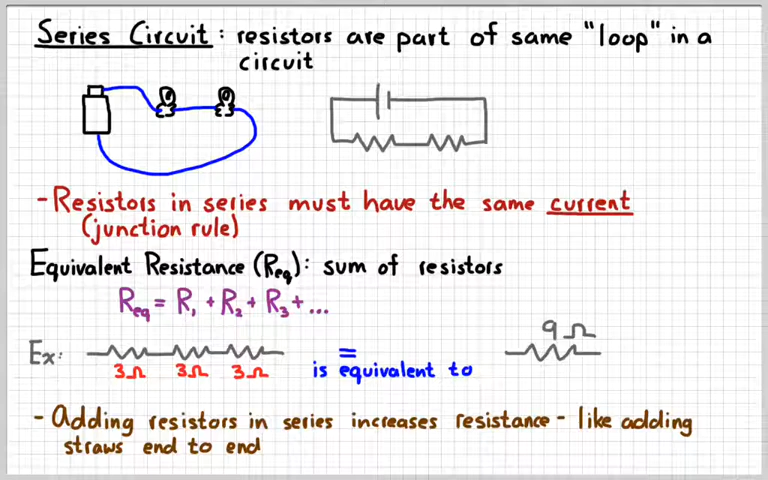 Series Circuit: resistors are part of same "loop" in a
circuit
- Resistors in series must have the same current
(junction rule)
Equivalent Resistance (Req): sum of resistors
Req = R1 + R2 + R3 + ...
9 Ω
Ex:
=
3Ω 3Ω 3Ω is equivalent to
- Adding resistors in series increases resistance - like adding
straws end to end